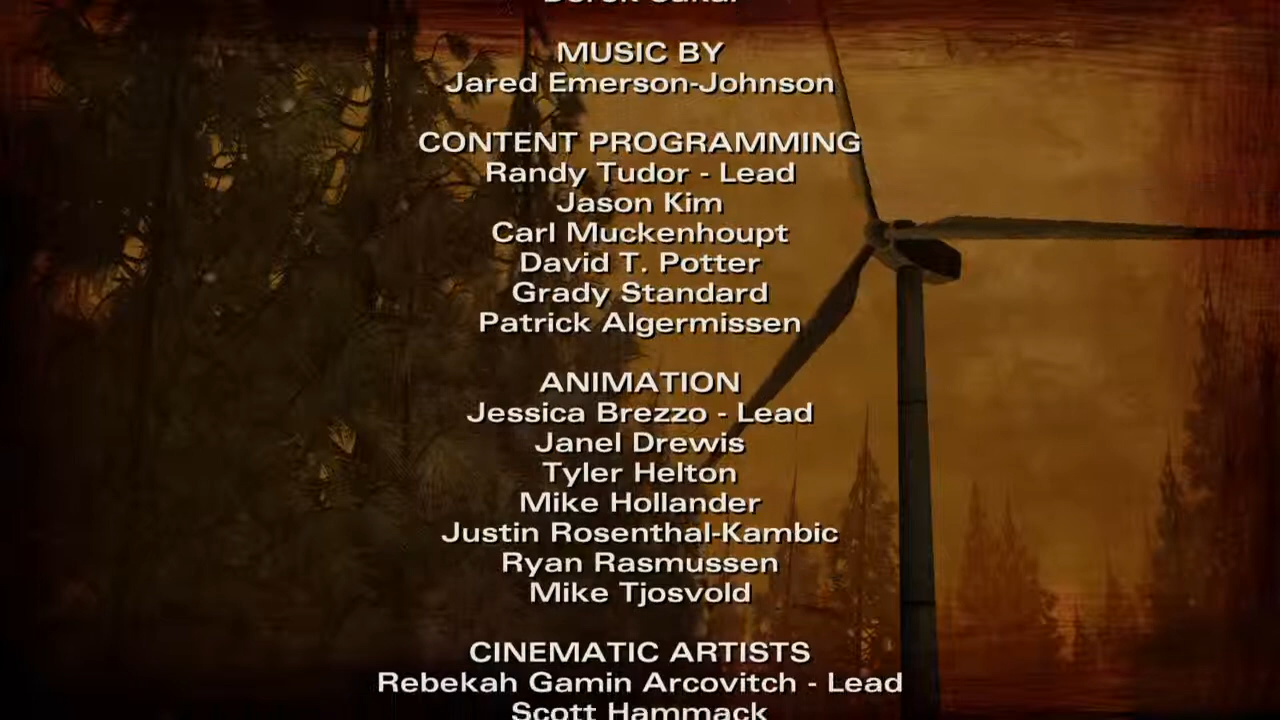 MUSIC BY
Jared Emerson-Johnson
CONTENT PROGRAMMING
Randy Tudor - Lead
Jason Kim
Carl Muckenhoupt
David T. Potter
Grady Standard
Patrick Algermissen
ANIMATION
Jessica Brezzo - Lead
Janel Drewis
Tyler Helton
Mike Hollander
Justin Rosenthal-Kambic
Ryan Rasmussen
Mike Tjosvold
CINEMATIC ARTISTS
Rebekah Gamin Arcovitch - Lead
Scott Hammack